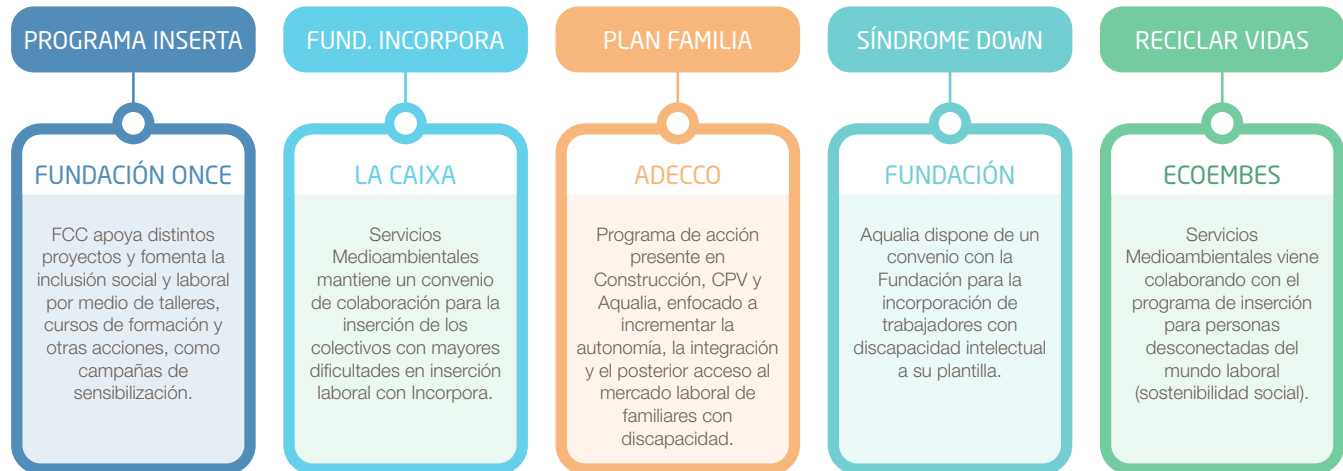 PROGRAMA INSERTA
FUNDACIÓN ONCE
FCC apoya distintos
proyectos y fomenta la
inclusión social y laboral
por medio de talleres,
cursos de formación y
otras acciones, como
campañas de
sensibilización.
FUND. INCORPORA
LA CAIXA
Servicios
Medioambientales
mantiene un convenio
de colaboración para la
inserción de los
colectivos con mayores
dificultades en inserción
laboral con Incorpora.
PLAN FAMILIA
ADECCO
Programa de acción
presente en
Construcción, CPV y
Aqualia, enfocado a
incrementar la
autonomía, la integración
y el posterior acceso al
mercado laboral de
familiares con
discapacidad.
SÍNDROME DOWN
FUNDACIÓN
Aqualia dispone de un
convenio con la
Fundación para la
incorporación de
trabajadores con
discapacidad intelectual
a su plantilla.
RECICLAR VIDAS
ECOEMBES
Servicios
Medioambientales viene
colaborando con el
programa de inserción
para personas
desconectadas del
mundo laboral
(sostenibilidad social).